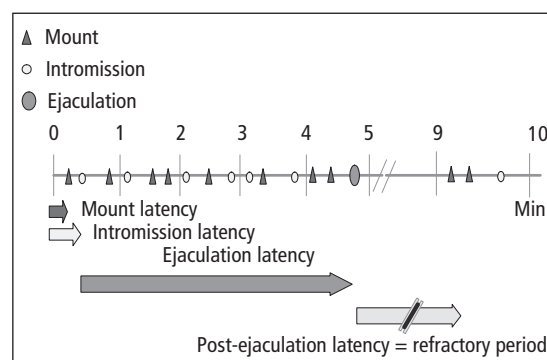 Mount
Intromission
Ejaculation
0 1 2 3 4 5 9 10
Min
Mount latency
Intromission latency
Ejaculation latency
Post-ejaculation latency = refractory period